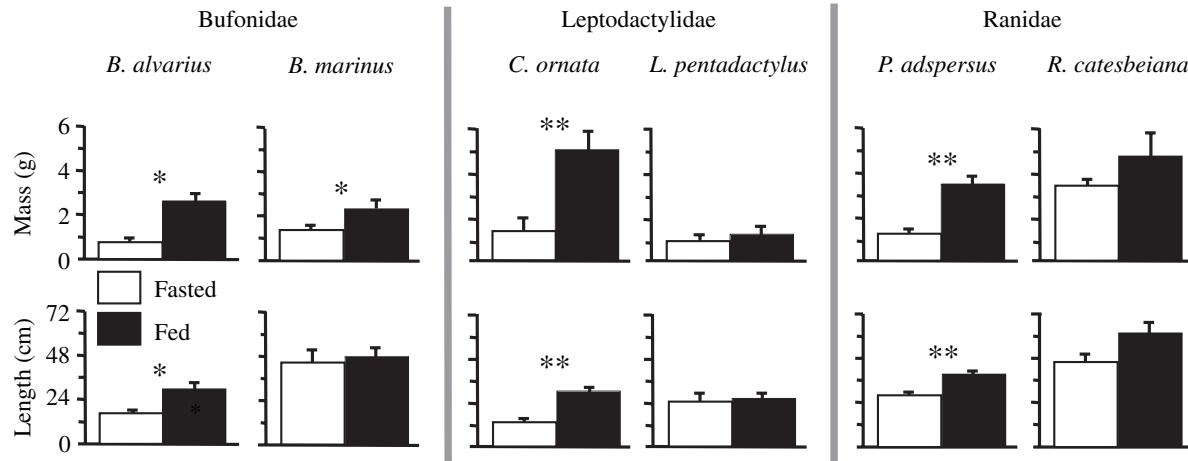 Bufonidae Leptodactylidae Ranidae
B. alvarius B. marinus C. ornata L. pentadactylus P. adspersus R. catesbeiana
Mass (g)
6
4
2
0
* * ** **
Fasted
Fed
Length (cm)
72
48
24
0
* ** **
*